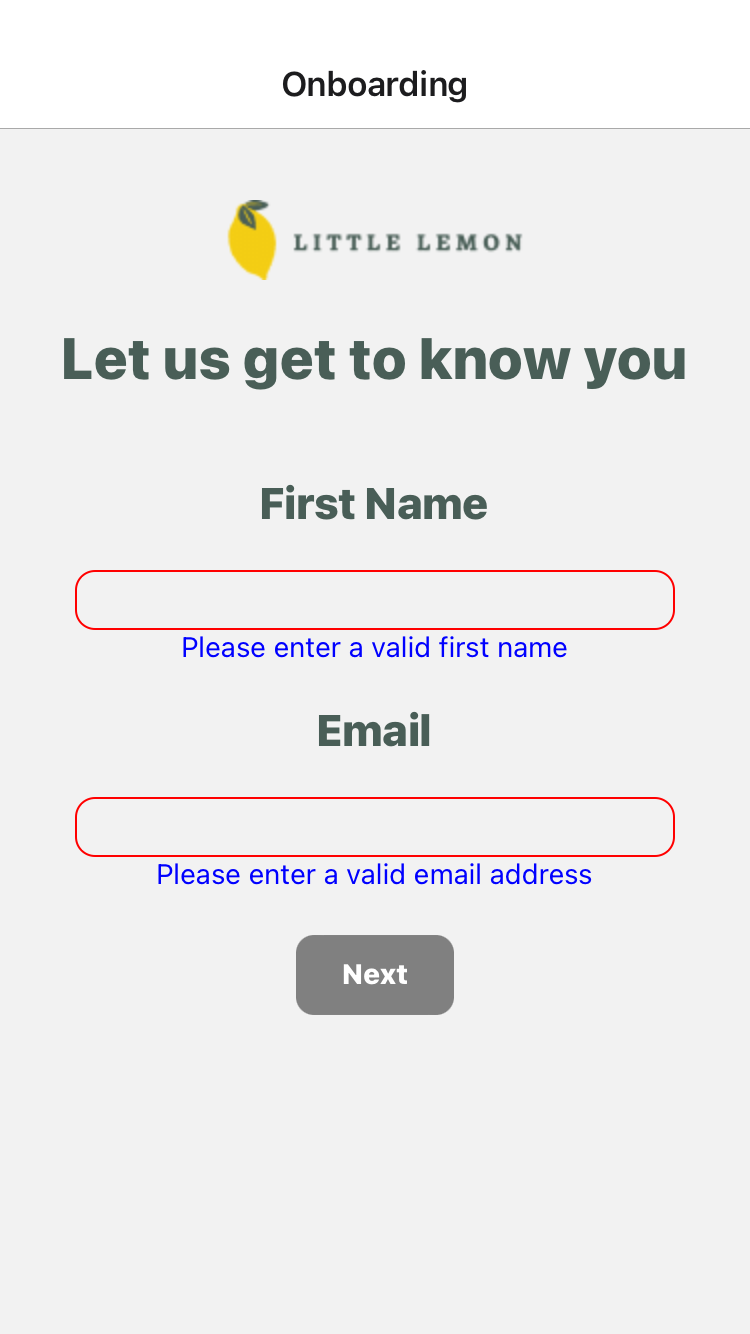 Onboarding
LITTLE LEMON
Let us get to know you
First Name
Please enter a valid first name
Email
Please enter a valid email address
Next